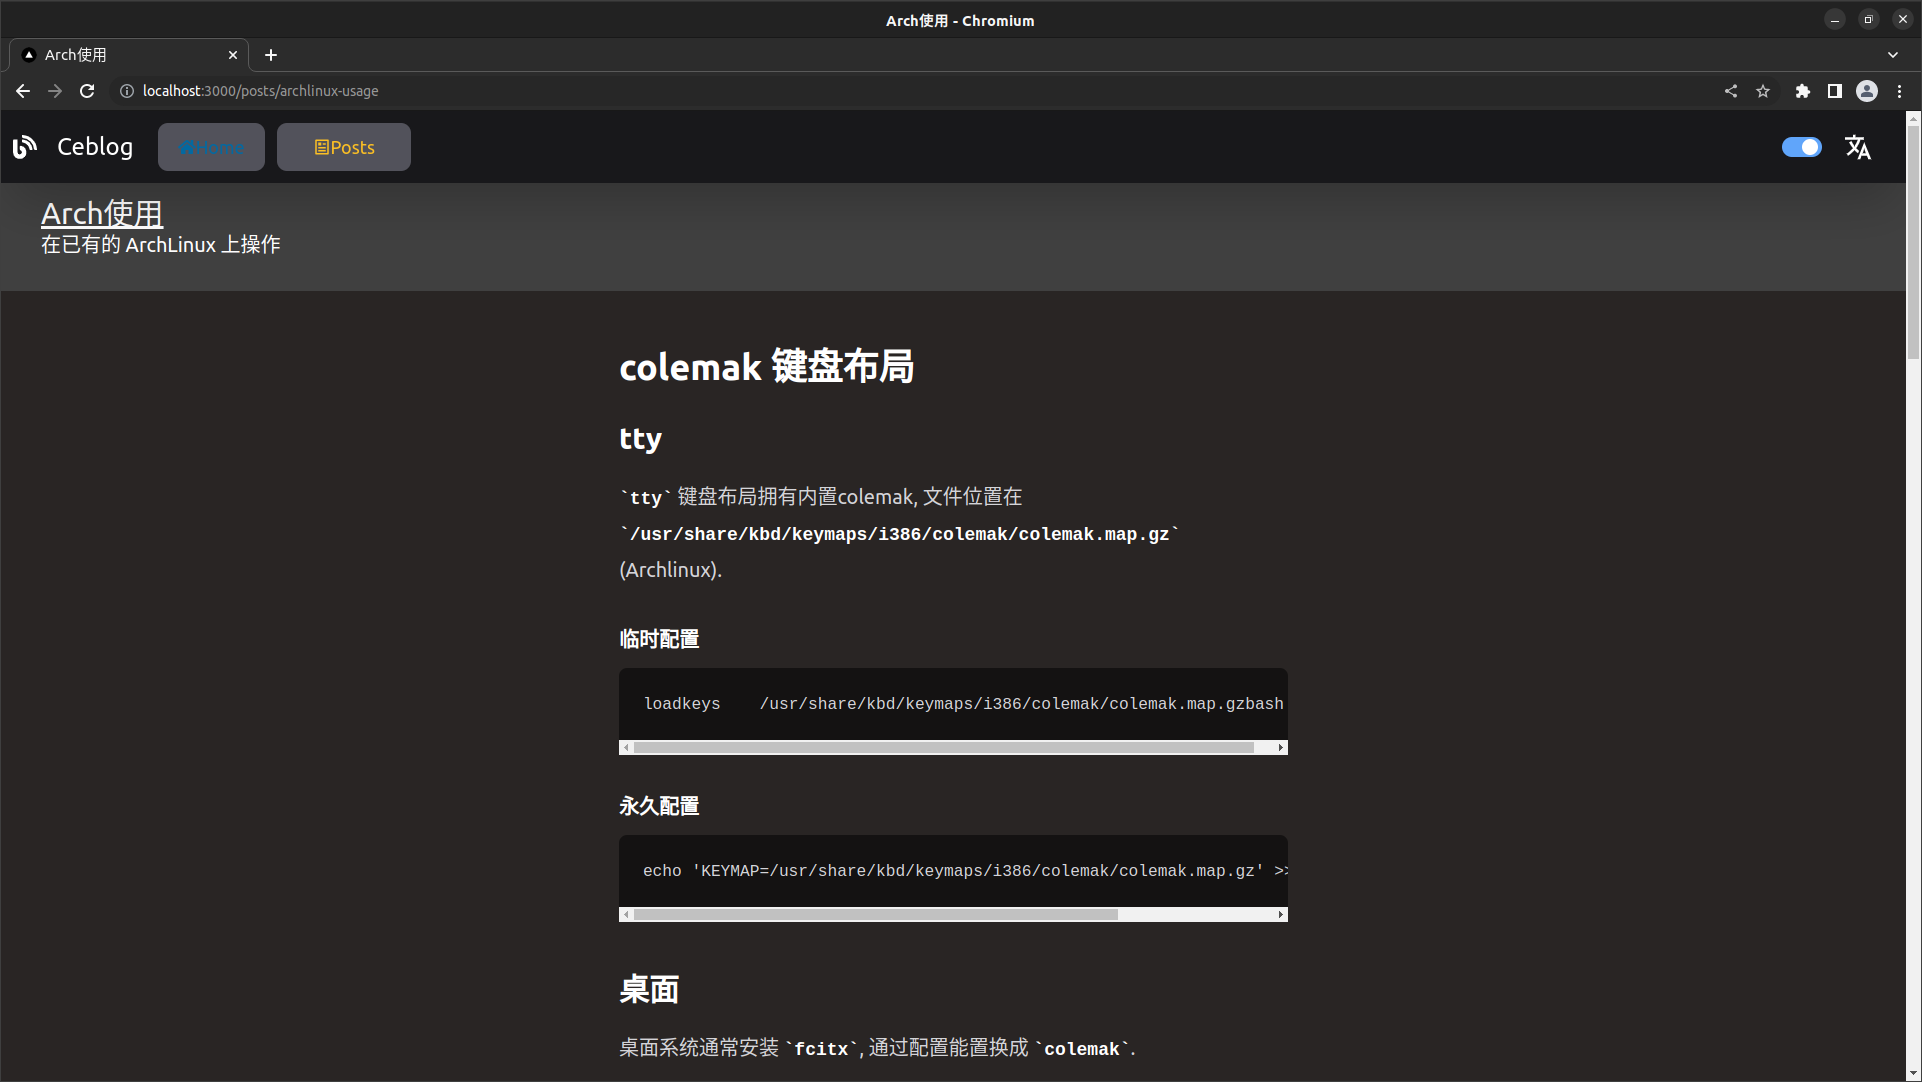 Arch使用 - Chromium
Arch使用
localhost:3000/posts/archlinux-usage
Ceblog
Home
Posts
Arch使用
在已有的 ArchLinux 上操作
colemak 键盘布局
tty
`tty` 键盘布局拥有内置colemak, 文件位置在
`/usr/share/kbd/keymaps/i386/colemak/colemak.map.gz`
(Archlinux).
临时配置
loadkeys    /usr/share/kbd/keymaps/i386/colemak/colemak.map.gzbash
永久配置
echo 'KEYMAP=/usr/share/kbd/keymaps/i386/colemak/colemak.map.gz' >>
桌面
桌面系统通常安装 `fcitx`, 通过配置能置换成 `colemak`.